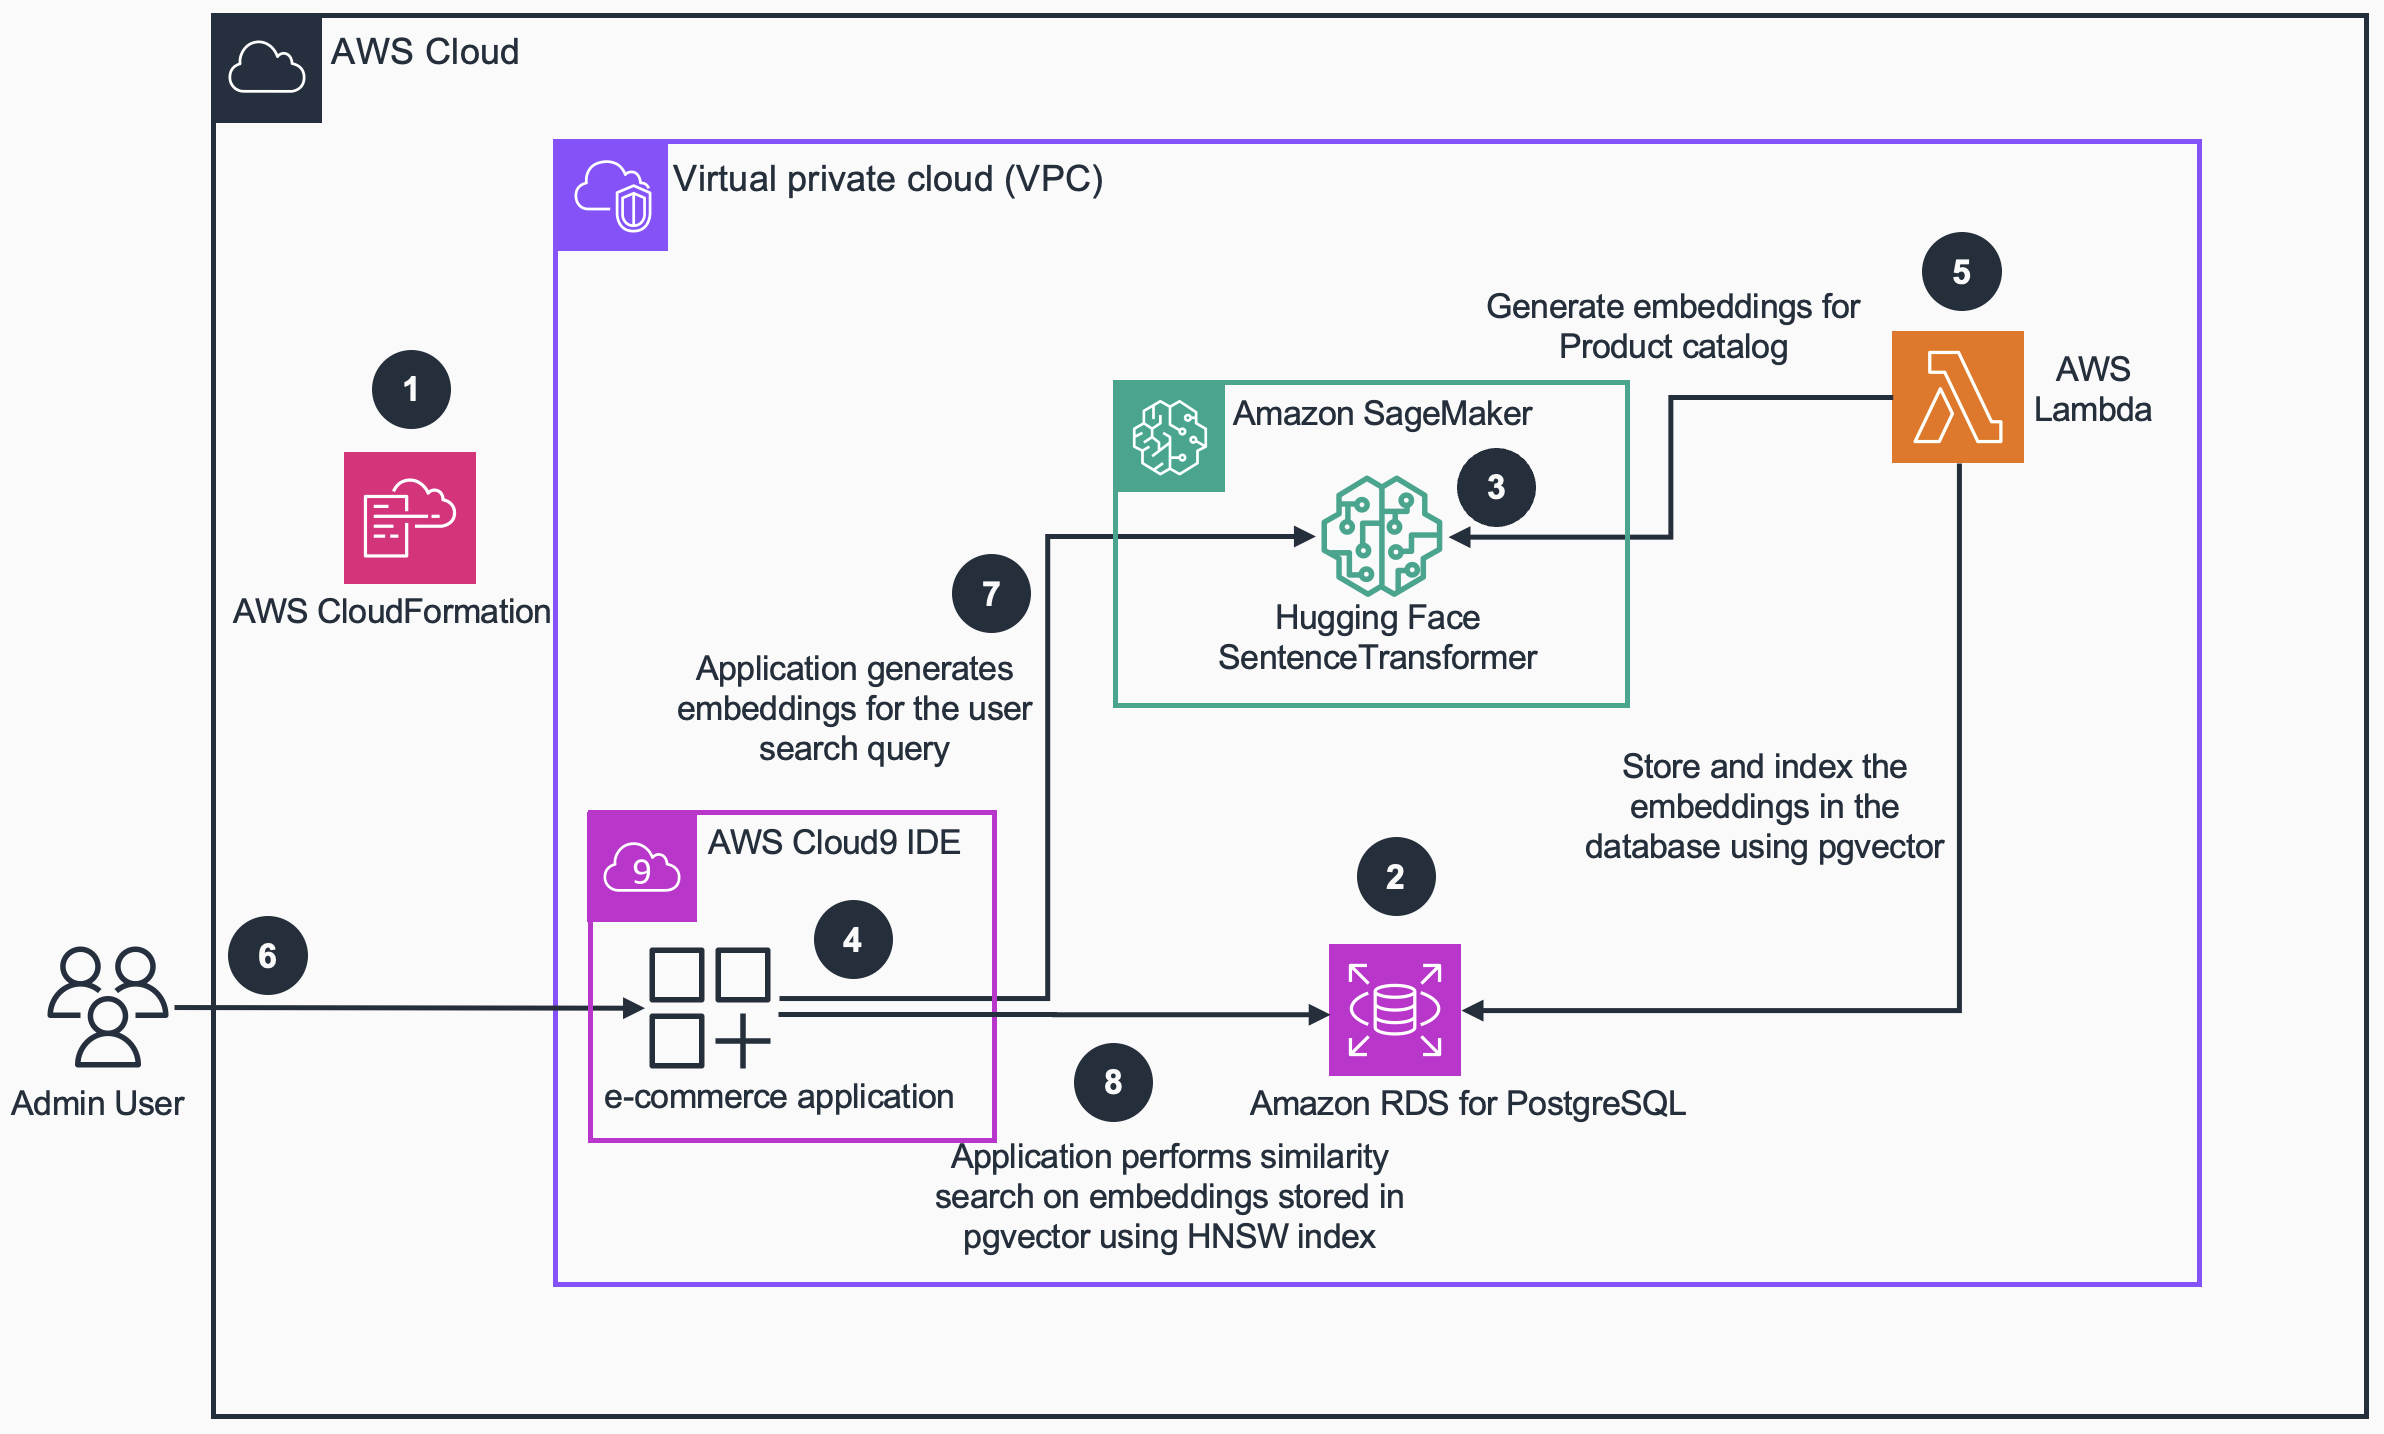 AWS Cloud
Virtual private cloud (VPC)
5
Generate embeddings for
Product catalog
AWS
Lambda
1
AWS CloudFormation
Amazon SageMaker
3
Hugging Face
SentenceTransformer
7
Application generates
embeddings for the user
search query
Store and index the
embeddings in the
database using pgvector
9
AWS Cloud9 IDE
4
e-commerce application
2
Amazon RDS for PostgreSQL
6
Admin User
8
Application performs similarity
search on embeddings stored in
pgvector using HNSW index